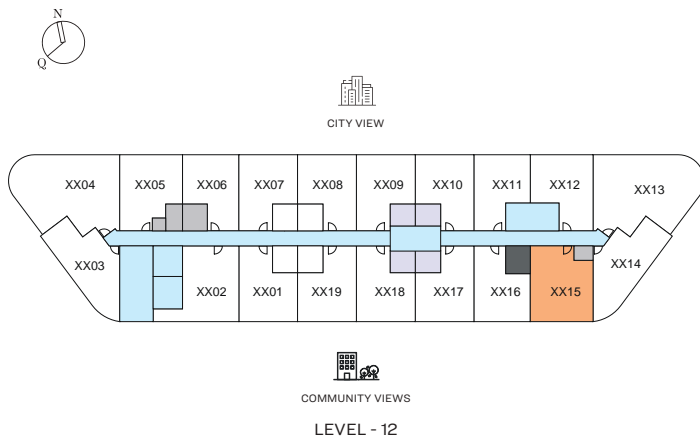 N
Q
CITY VIEW
XX04 XX05 XX06 XX07 XX08 XX09 XX10 XX11 XX12 XX13
XX03 XX14
XX02 XX01 XX19 XX18 XX17 XX16 XX15
COMMUNITY VIEWS
LEVEL - 12